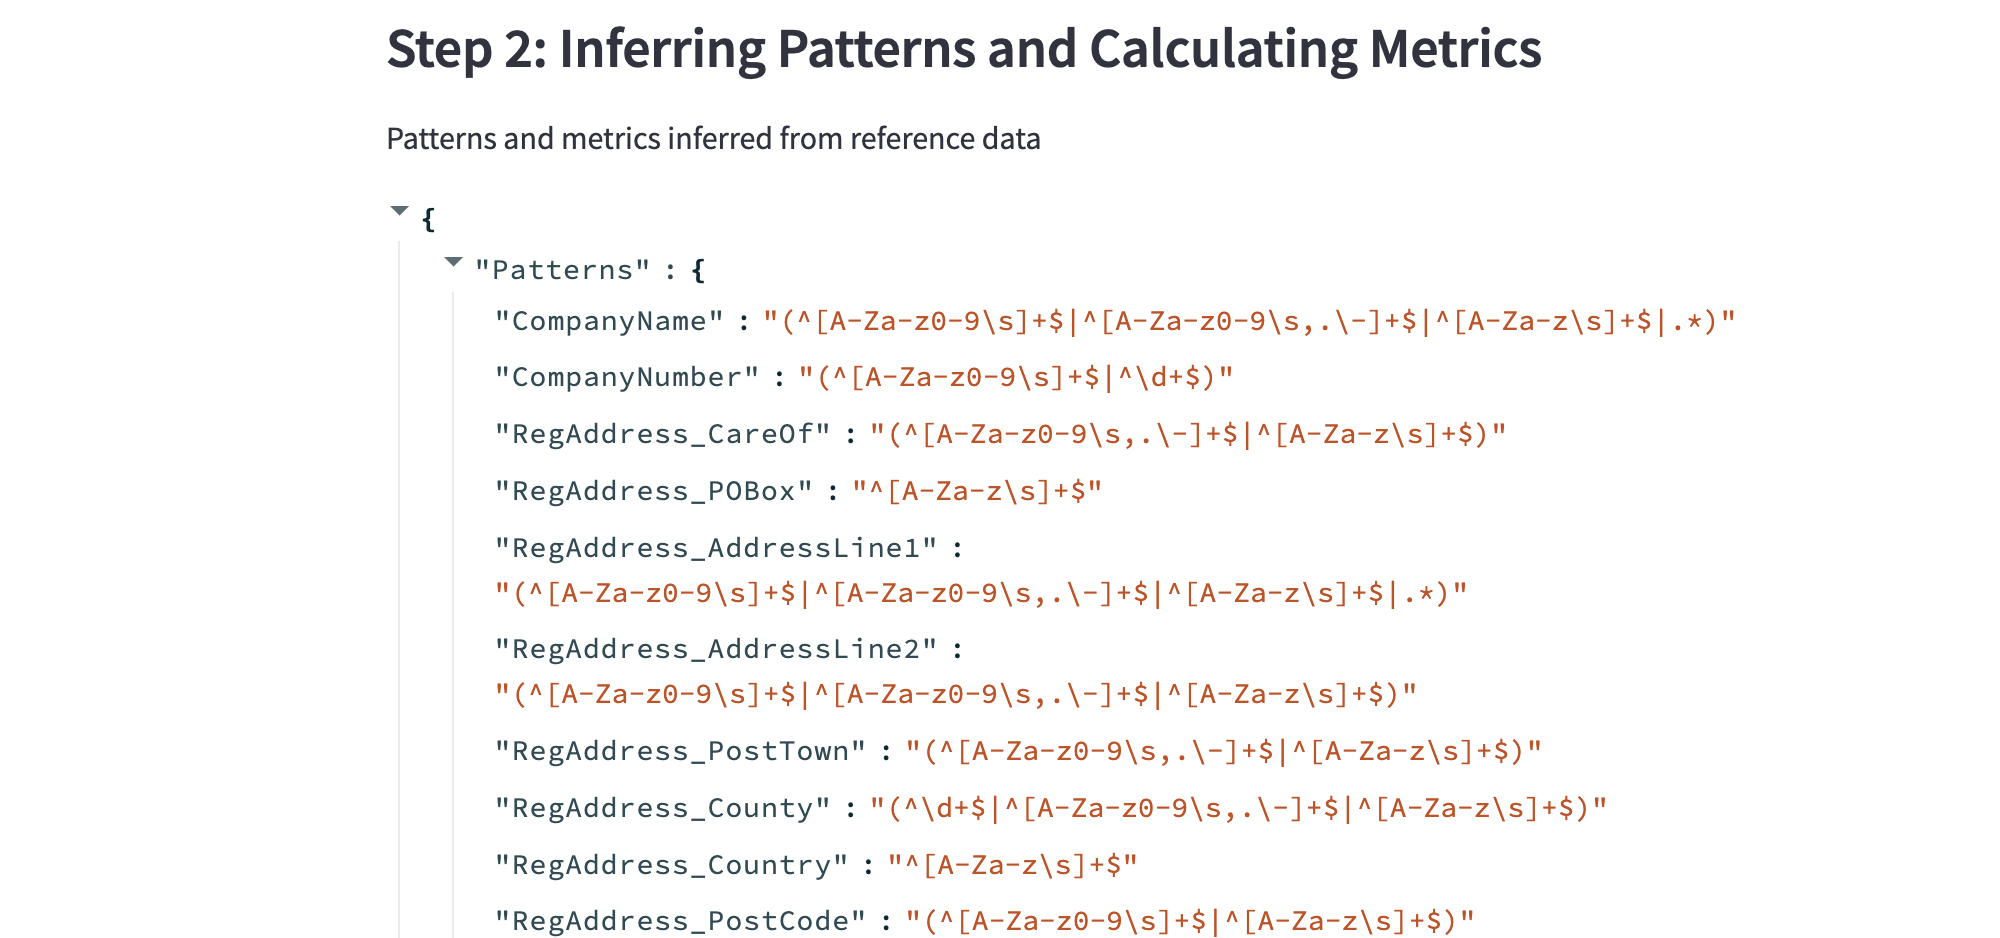 Step 2: Inferring Patterns and Calculating Metrics
Patterns and metrics inferred from reference data
{
"Patterns" : {
"CompanyName" : "(^[A-Za-z0-9\s]+$|^[A-Za-z0-9\s,.\-]+$|^[A-Za-z\s]+$|.*)"
"CompanyNumber" : "(^[A-Za-z0-9\s]+$|^\d+$)"
"RegAddress_CareOf" : "(^[A-Za-z0-9\s,.\-]+$|^[A-Za-z\s]+$)"
"RegAddress_POBox" : "^[A-Za-z\s]+$"
"RegAddress_AddressLine1" :
"(^[A-Za-z0-9\s]+$|^[A-Za-z0-9\s,.\-]+$|^[A-Za-z\s]+$|.*)"
"RegAddress_AddressLine2" :
"(^[A-Za-z0-9\s]+$|^[A-Za-z0-9\s,.\-]+$|^[A-Za-z\s]+$)"
"RegAddress_PostTown" : "(^[A-Za-z0-9\s,.\-]+$|^[A-Za-z\s]+$)"
"RegAddress_County" : "(^\d+$|^[A-Za-z0-9\s,.\-]+$|^[A-Za-z\s]+$)"
"RegAddress_Country" : "^[A-Za-z\s]+$"
"RegAddress_PostCode" : "(^[A-Za-z0-9\s]+$|^[A-Za-z\s]+$)"